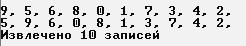 9, 5, 6, 8, 0, 1, 7, 3, 4, 2,
5, 9, 6, 0, 8, 1, 3, 7, 4, 2,
Извлечено 10 записей